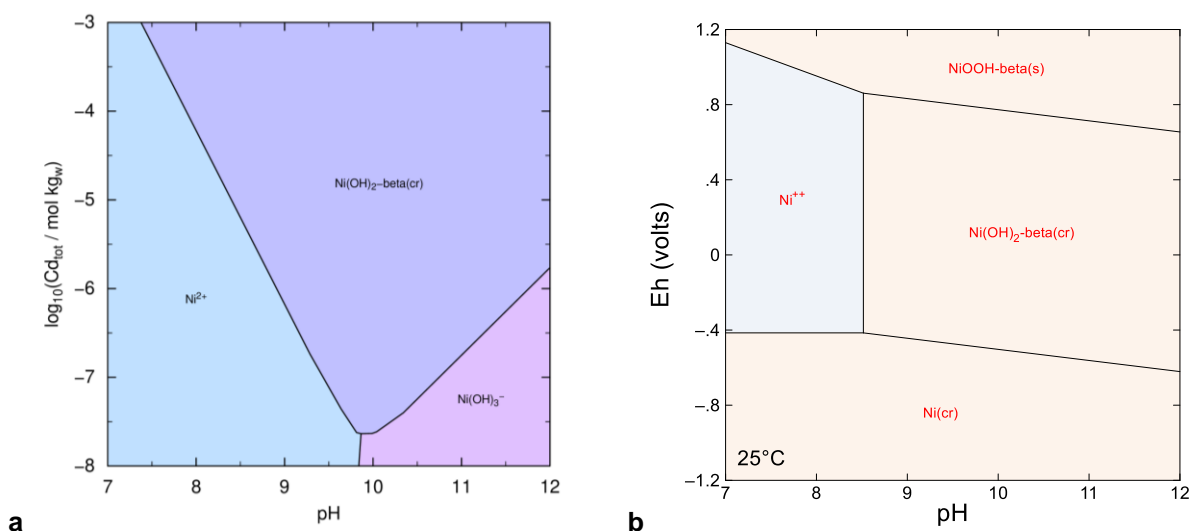 −3
−4
−5
−6
−7
−8
log₁₀(Cd_tot / mol kg_w)
Ni(OH)₂−beta(cr)
Ni²⁺
Ni(OH)₃⁻
7 8 9 10 11 12
pH
a
1.2
.8
.4
0
−.4
−.8
−1.2
Eh (volts)
NiOOH-beta(s)
Ni⁺⁺
Ni(OH)₂-beta(cr)
Ni(cr)
25°C
7 8 9 10 11 12
pH
b